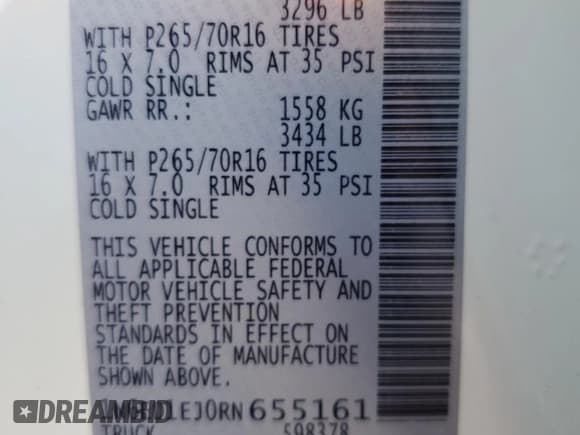 3296 LB
WITH P265/70R16 TIRES
16 X 7.0 RIMS AT 35 PSI
COLD SINGLE
GAWR RR.: 1558 KG
3434 LB
WITH P265/70R16 TIRES
16 X 7.0 RIMS AT 35 PSI
COLD SINGLE
THIS VEHICLE CONFORMS TO
ALL APPLICABLE FEDERAL
MOTOR VEHICLE SAFETY AND
THEFT PREVENTION
STANDARDS IN EFFECT ON
THE DATE OF MANUFACTURE
SHOWN ABOVE.
1EJ0RN 655161
TRUCK 598378
DREAMBID